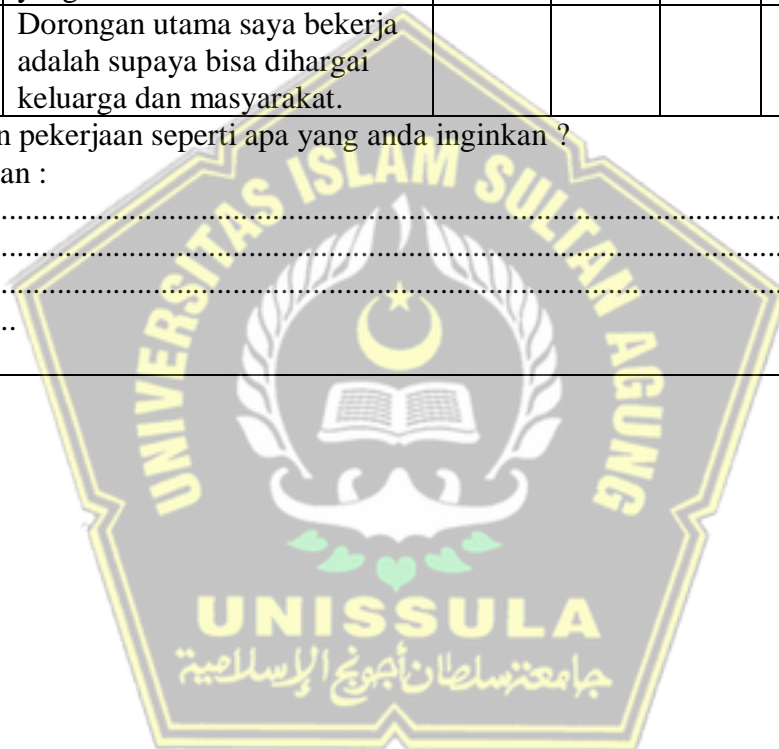 Dorongan utama saya bekerja
adalah supaya bisa dihargai
keluarga dan masyarakat.
n pekerjaan seperti apa yang anda inginkan ?
an :
UNIVERSITAS ISLAM SULTAN AGUNG
UNISSULA
جامعة سلطان أجونج الإسلامية